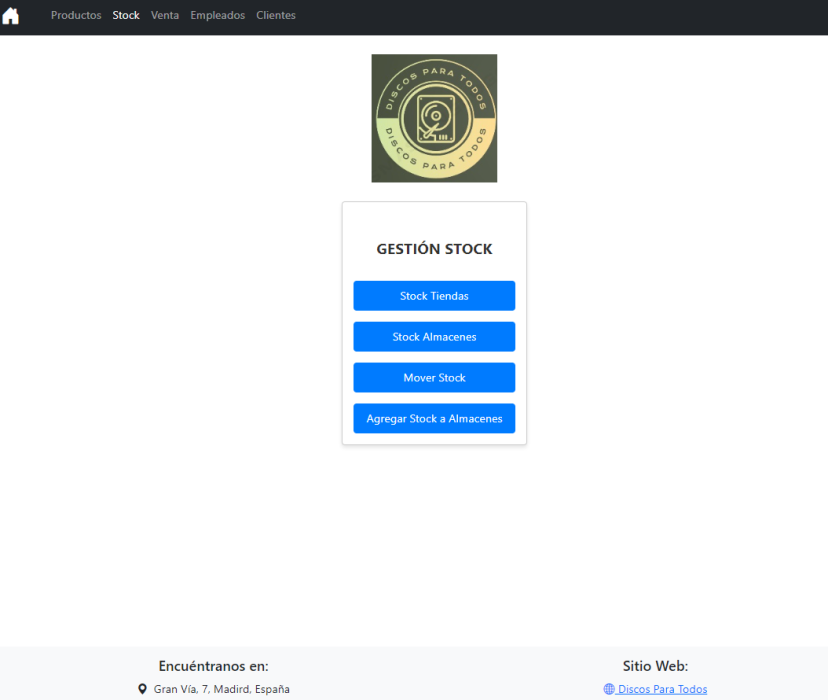 Productos Stock Venta Empleados Clientes
DISCOS PARA TODOS
DISCOS PARA TODOS
GESTIÓN STOCK
Stock Tiendas
Stock Almacenes
Mover Stock
Agregar Stock a Almacenes
Encuéntranos en:
Gran Vía, 7, Madird, España
Sitio Web:
Discos Para Todos